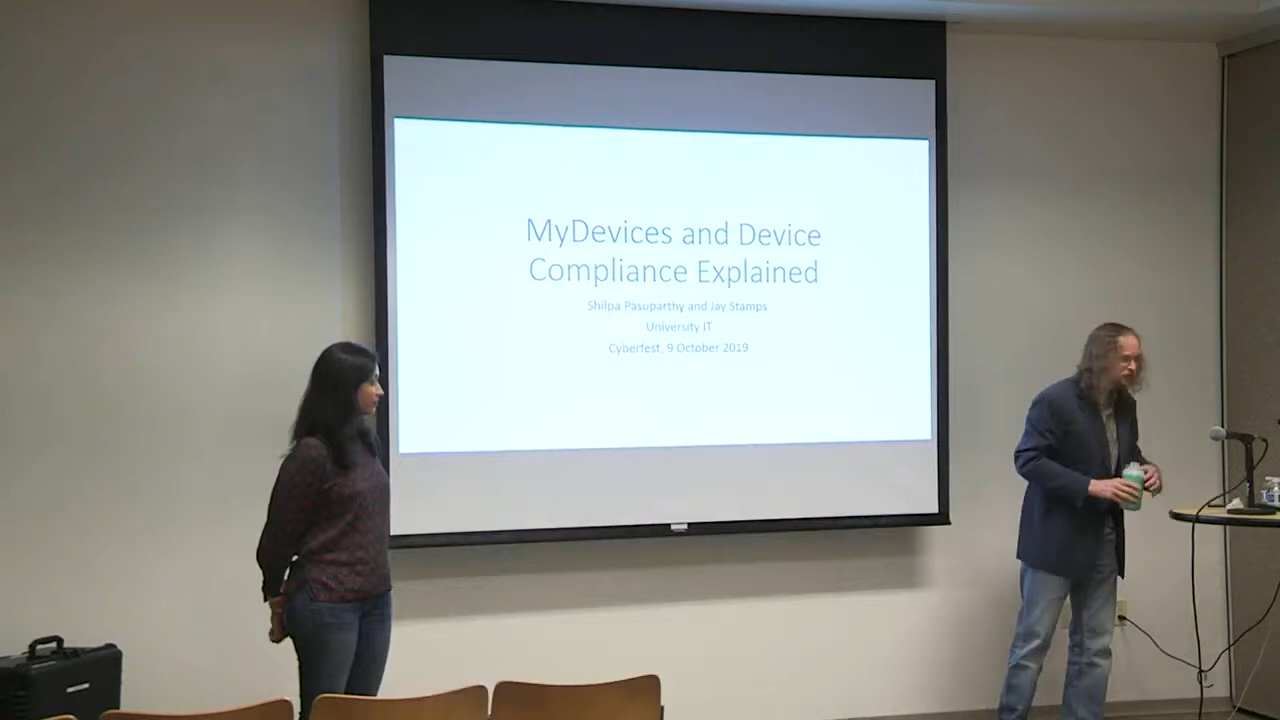 MyDevices and Device
Compliance Explained
Shilpa Pasuparthy and Jay Stamps
University IT
Cyberfest, 9 October 2019